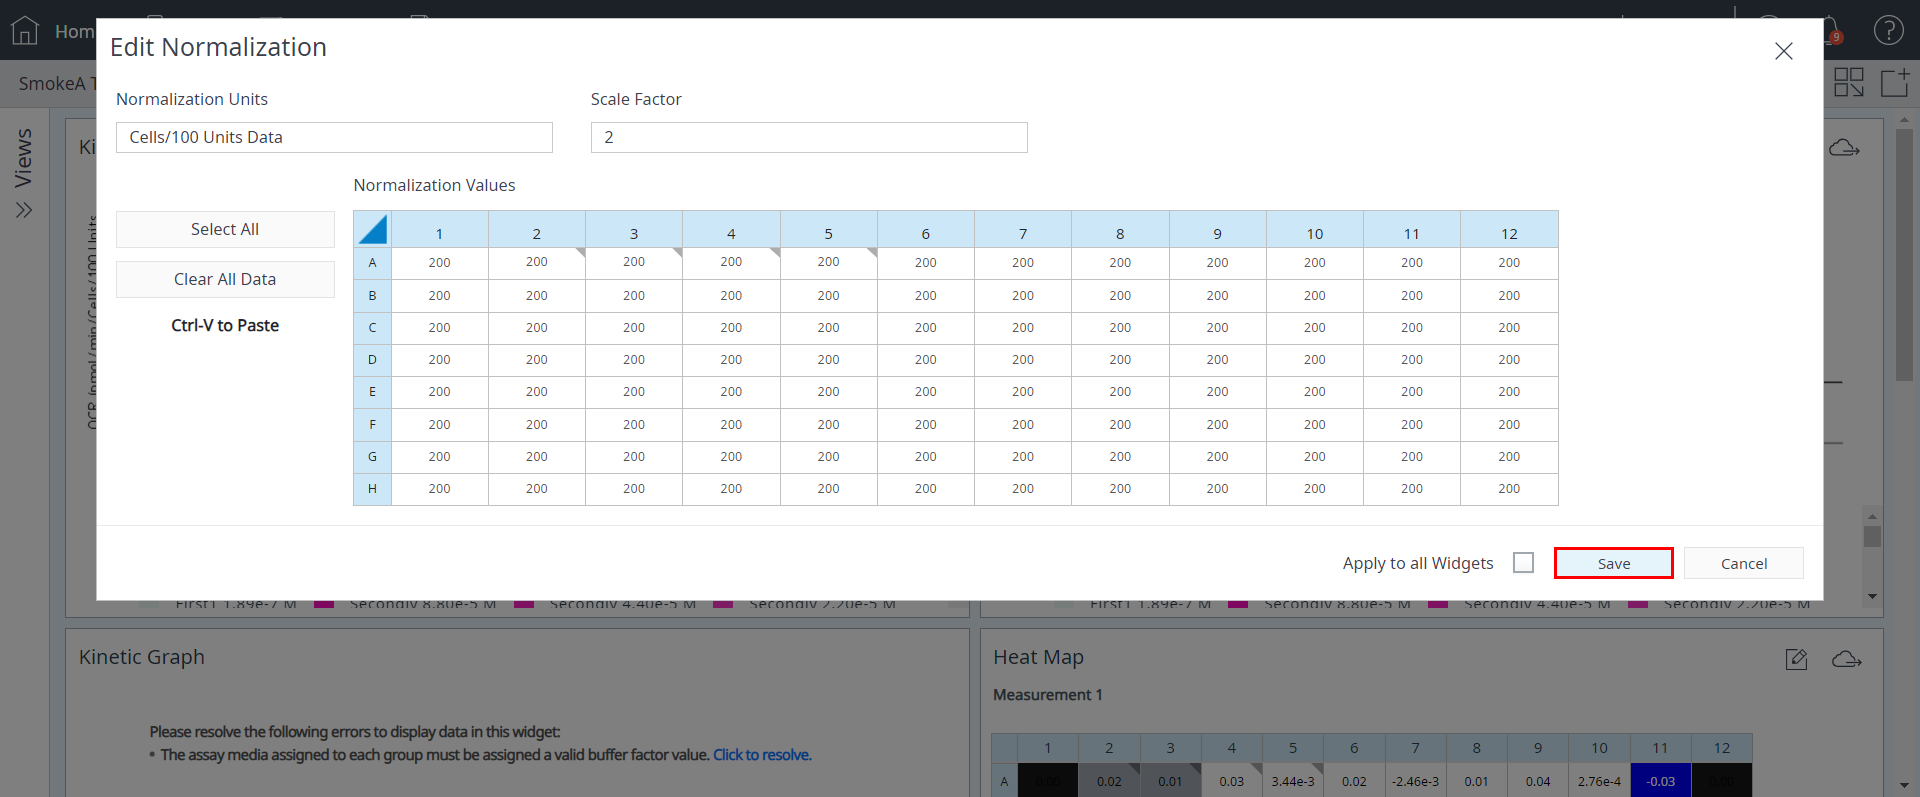 Hom
9
?
Edit Normalization
SmokeA T
Normalization Units
Scale Factor
Cells/100 Units Data
2
Views
Ki
Normalization Values
Select All
Clear All Data
Ctrl-V to Paste
1 2 3 4 5 6 7 8 9 10 11 12
A 200 200 200 200 200 200 200 200 200 200 200 200
B 200 200 200 200 200 200 200 200 200 200 200 200
C 200 200 200 200 200 200 200 200 200 200 200 200
D 200 200 200 200 200 200 200 200 200 200 200 200
E 200 200 200 200 200 200 200 200 200 200 200 200
F 200 200 200 200 200 200 200 200 200 200 200 200
G 200 200 200 200 200 200 200 200 200 200 200 200
H 200 200 200 200 200 200 200 200 200 200 200 200
Apply to all Widgets
Save
Cancel
First1 1.89e-7 M Secondly 8.80e-5 M Secondly 4.40e-5 M Secondly 2.20e-5 M
First1 1.89e-7 M Secondly 8.80e-5 M Secondly 4.40e-5 M Secondly 2.20e-5 M
Kinetic Graph
Please resolve the following errors to display data in this widget:
• The assay media assigned to each group must be assigned a valid buffer factor value. Click to resolve.
Heat Map
Measurement 1
1 2 3 4 5 6 7 8 9 10 11 12
A 0.00 0.02 0.01 0.03 3.44e-3 0.02 -2.46e-3 0.01 0.04 2.76e-4 -0.03